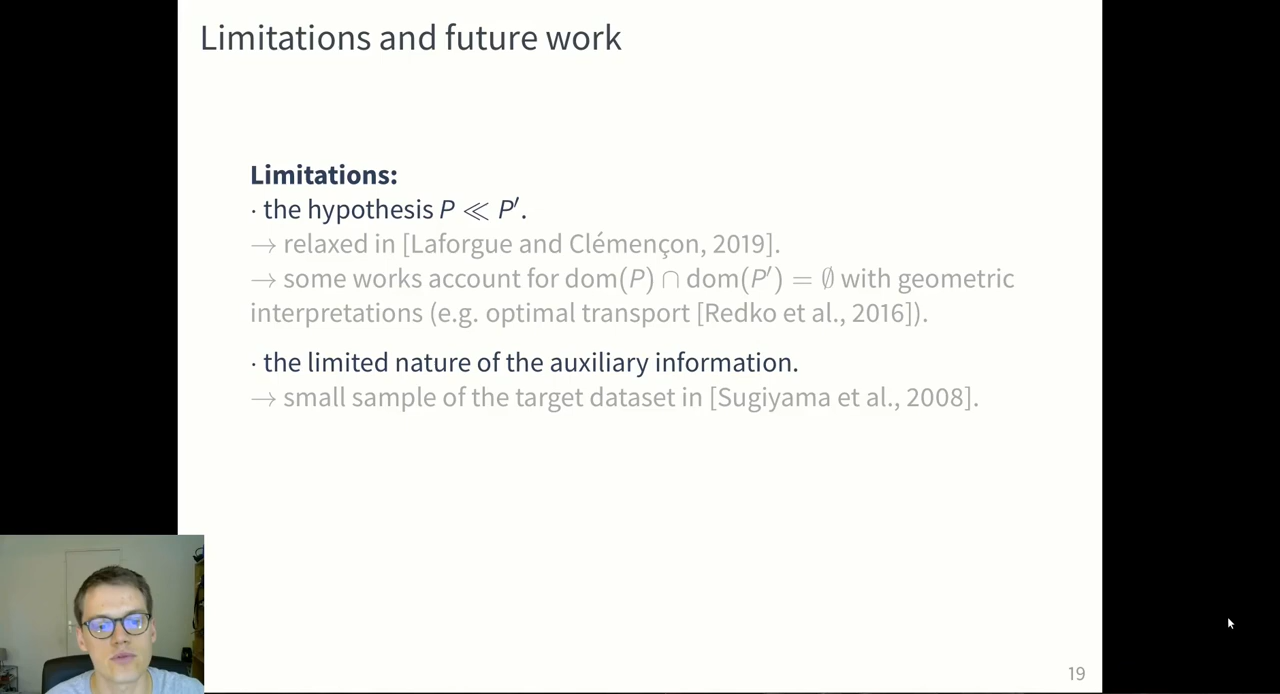 Limitations and future work
Limitations:
· the hypothesis P ≪ P′.
→ relaxed in [Laforgue and Clémençon, 2019].
→ some works account for dom(P) ∩ dom(P′) = ∅ with geometric
interpretations (e.g. optimal transport [Redko et al., 2016]).
· the limited nature of the auxiliary information.
→ small sample of the target dataset in [Sugiyama et al., 2008].
19